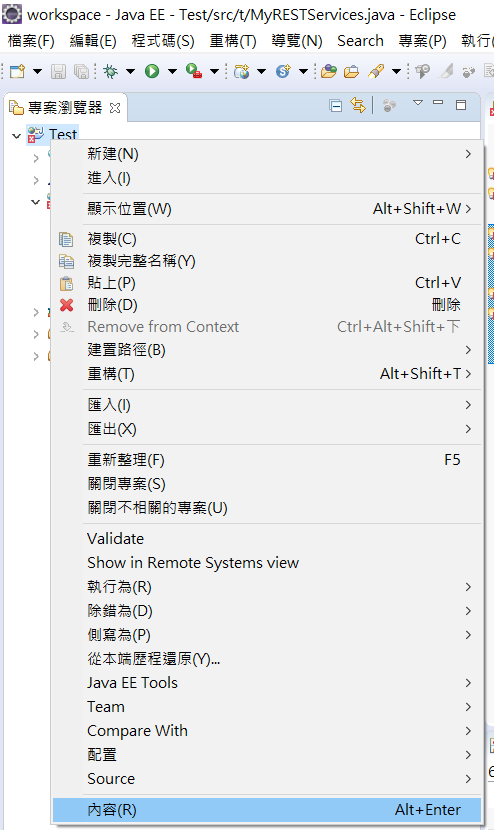 workspace - Java EE - Test/src/t/MyRESTServices.java - Eclipse
檔案(F) 編輯(E) 程式碼(S) 重構(T) 導覽(N) Search 專案(P) 執行(
專案瀏覽器
Test
新建(N)
進入(I)
顯示位置(W) Alt+Shift+W
複製(C) Ctrl+C
複製完整名稱(Y)
貼上(P) Ctrl+V
刪除(D) 刪除
Remove from Context Ctrl+Alt+Shift+下
建置路徑(B)
重構(T) Alt+Shift+T
匯入(I)
匯出(X)
重新整理(F) F5
關閉專案(S)
關閉不相關的專案(U)
Validate
Show in Remote Systems view
執行為(R)
除錯為(D)
側寫為(P)
從本端歷程還原(Y)...
Java EE Tools
Team
Compare With
配置
Source
內容(R) Alt+Enter